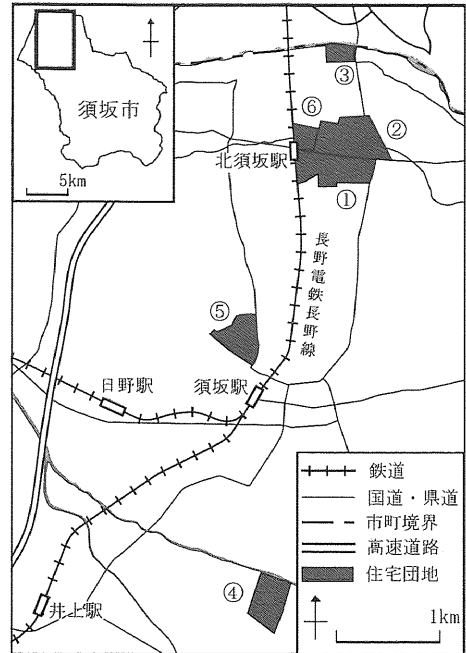 須坂市
5km
③
⑥
②
北須坂駅
①
長野電鉄長野線
⑤
日野駅
須坂駅
④
井上駅
鉄道
国道・県道
市町境界
高速道路
住宅団地
1km